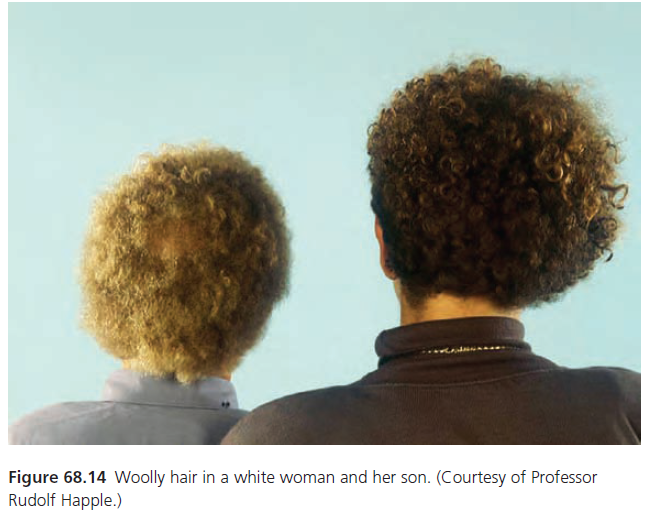 Figure 68.14 Woolly hair in a white woman and her son. (Courtesy of Professor
Rudolf Happle.)